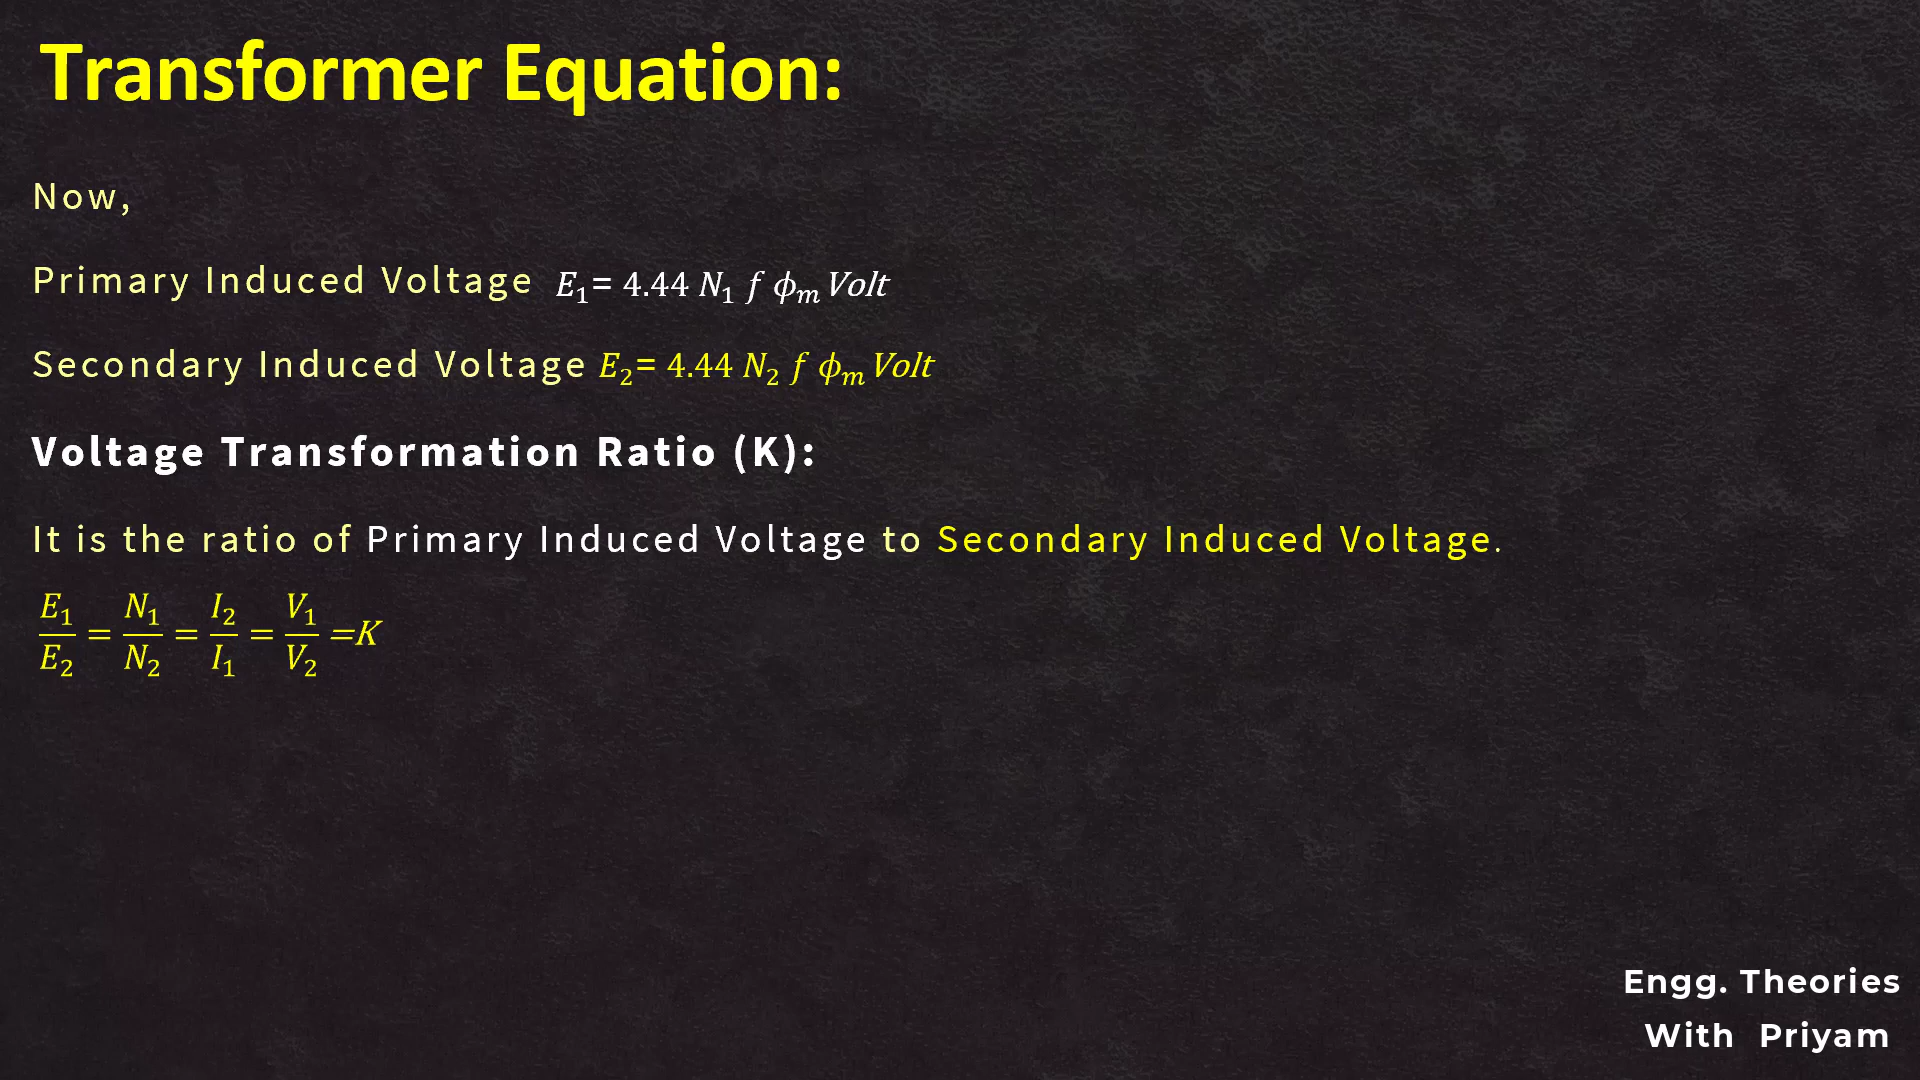 Transformer Equation:
Now,
Primary Induced Voltage E₁= 4.44 N₁ f ϕₘ Volt
Secondary Induced Voltage E₂= 4.44 N₂ f ϕₘ Volt
Voltage Transformation Ratio (K):
It is the ratio of Primary Induced Voltage to Secondary Induced Voltage.
E₁/E₂ = N₁/N₂ = I₂/I₁ = V₁/V₂ =K
Engg. Theories
With Priyam